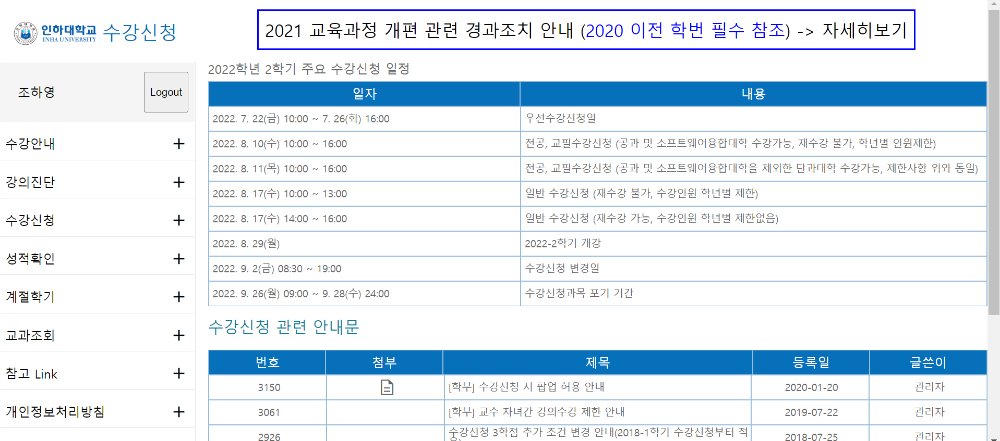 인하대학교 수강신청
INHA UNIVERSITY
2021 교육과정 개편 관련 경과조치 안내 (2020 이전 학번 필수 참조) -> 자세히보기
조하영 Logout
수강안내
강의진단
수강신청
성적확인
계절학기
교과조회
참고 Link
개인정보처리방침
2022학년 2학기 주요 수강신청 일정
일자 내용
2022. 7. 22(금) 10:00 ~ 7. 26(화) 16:00 우선수강신청일
2022. 8. 10(수) 10:00 ~ 16:00 전공, 교필수강신청 (공과 및 소프트웨어융합대학 수강가능, 재수강 불가, 학년별 인원제한)
2022. 8. 11(목) 10:00 ~ 16:00 전공, 교필수강신청 (공과 및 소프트웨어융합대학을 제외한 단과대학 수강가능, 제한사항 위와 동일)
2022. 8. 17(수) 10:00 ~ 13:00 일반 수강신청 (재수강 불가, 수강인원 학년별 제한)
2022. 8. 17(수) 14:00 ~ 16:00 일반 수강신청 (재수강 가능, 수강인원 학년별 제한없음)
2022. 8. 29(월) 2022-2학기 개강
2022. 9. 2(금) 08:30 ~ 19:00 수강신청 변경일
2022. 9. 26(월) 09:00 ~ 9. 28(수) 24:00 수강신청과목 포기 기간
수강신청 관련 안내문
번호 첨부 제목 등록일 글쓴이
3150 [학부] 수강신청 시 팝업 허용 안내 2020-01-20 관리자
3061 [학부] 교수 자녀간 강의수강 제한 안내 2019-07-22 관리자
2926 수강신청 3학점 추가 조건 변경 안내(2018-1학기 수강신청부터 적 2018-07-25 관리자